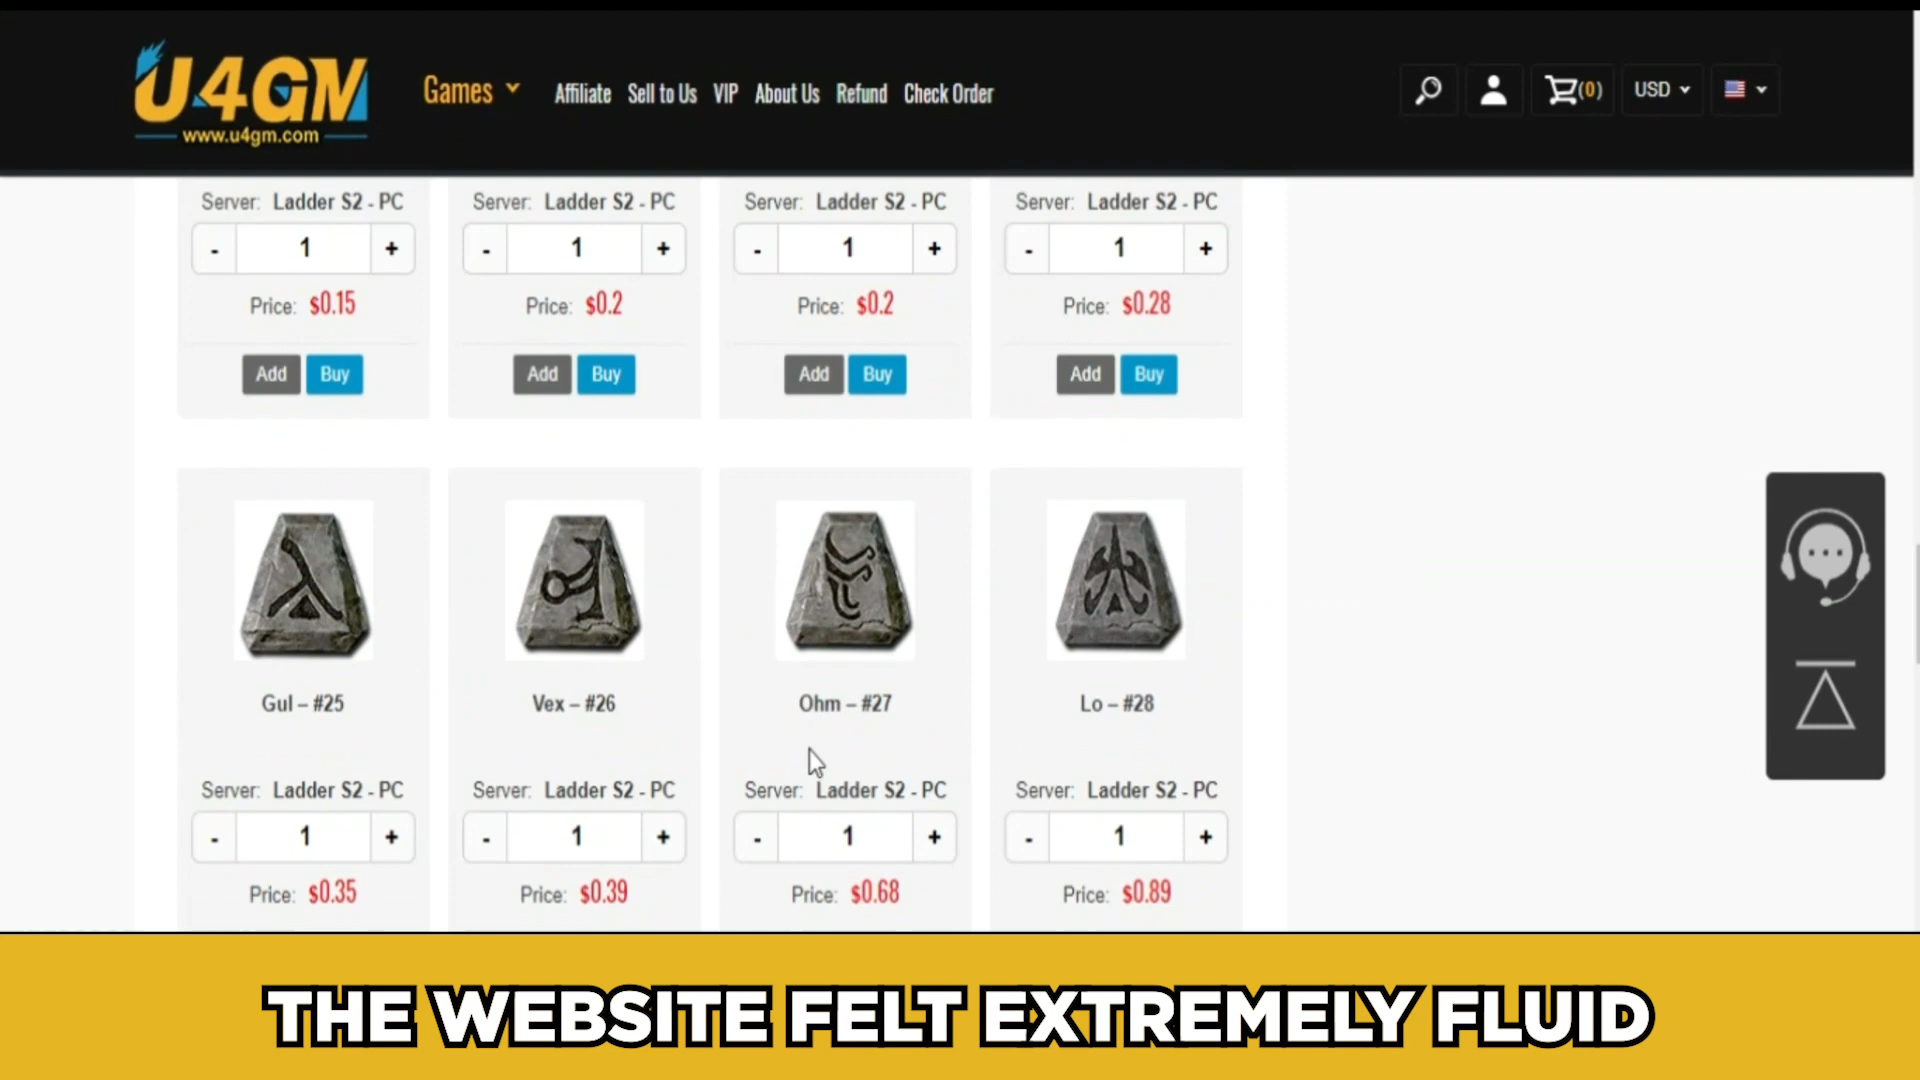 U4GM
www.u4gm.com
Games Affiliate Sell to Us VIP About Us Refund Check Order (0) USD
Server: Ladder S2 - PC Server: Ladder S2 - PC Server: Ladder S2 - PC Server: Ladder S2 - PC
- 1 + - 1 + - 1 + - 1 +
Price: $0.15 Price: $0.2 Price: $0.2 Price: $0.28
Add Buy Add Buy Add Buy Add Buy
Gul – #25 Vex – #26 Ohm – #27 Lo – #28
Server: Ladder S2 - PC Server: Ladder S2 - PC Server: Ladder S2 - PC Server: Ladder S2 - PC
- 1 + - 1 + - 1 + - 1 +
Price: $0.35 Price: $0.39 Price: $0.68 Price: $0.89
THE WEBSITE FELT EXTREMELY FLUID